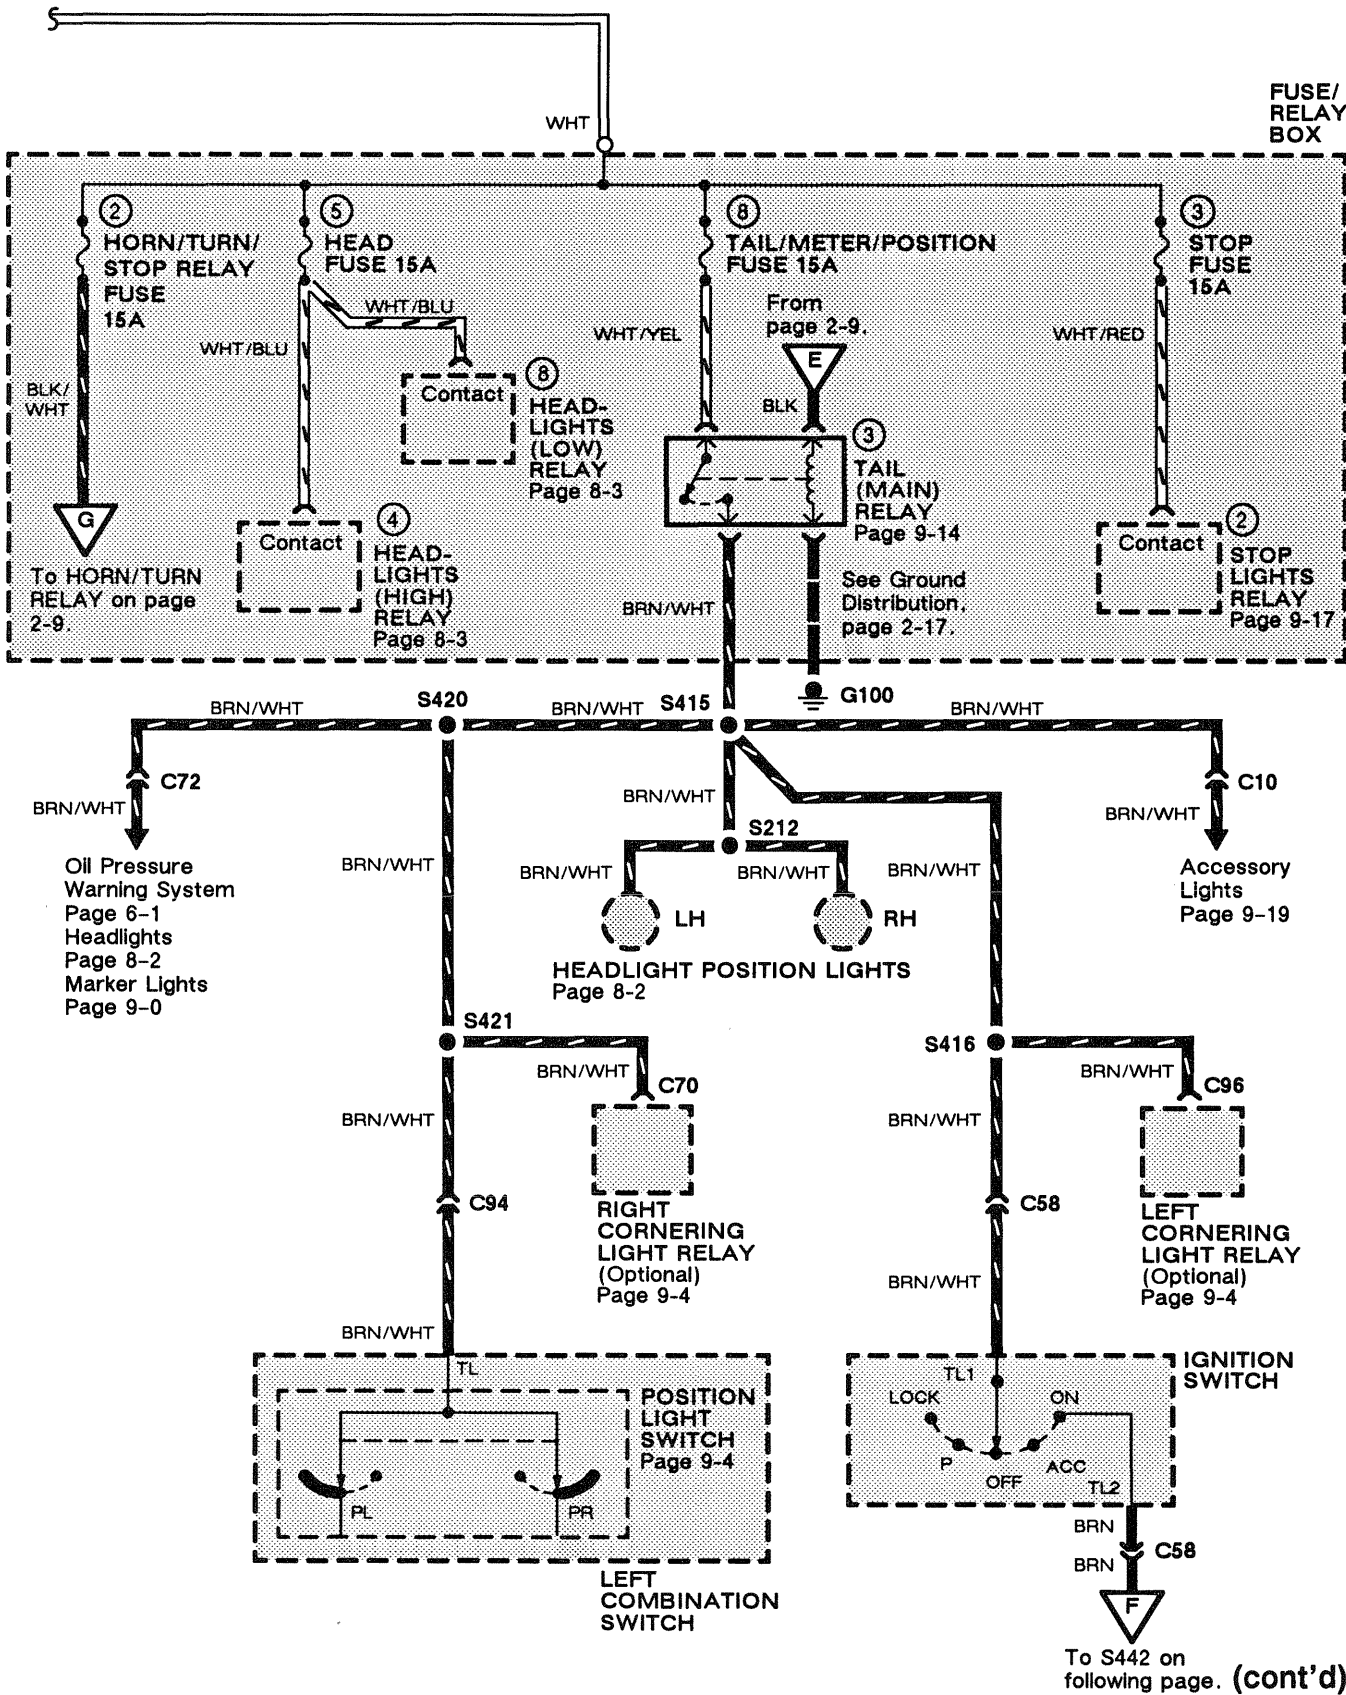 WHT
FUSE/
RELAY
BOX
2
HORN/TURN/
STOP RELAY
FUSE
15A
5
HEAD
FUSE 15A
8
TAIL/METER/POSITION
FUSE 15A
3
STOP
FUSE
15A
WHT/BLU
WHT/BLU
WHT/YEL
From
page 2-9.
E
BLK
WHT/RED
BLK/
WHT
Contact
8
HEAD-
LIGHTS
(LOW)
RELAY
Page 8-3
3
TAIL
(MAIN)
RELAY
Page 9-14
G
To HORN/TURN
RELAY on page
2-9.
Contact
4
HEAD-
LIGHTS
(HIGH)
RELAY
Page 8-3
BRN/WHT
See Ground
Distribution,
page 2-17.
Contact
2
STOP
LIGHTS
RELAY
Page 9-17
G100
BRN/WHT
S420
BRN/WHT
S415
BRN/WHT
C72
BRN/WHT
Oil Pressure
Warning System
Page 6-1
Headlights
Page 8-2
Marker Lights
Page 9-0
BRN/WHT
BRN/WHT
S212
BRN/WHT
BRN/WHT
BRN/WHT
LH
RH
HEADLIGHT POSITION LIGHTS
Page 8-2
C10
BRN/WHT
Accessory
Lights
Page 9-19
S421
BRN/WHT
C70
BRN/WHT
S416
BRN/WHT
C96
BRN/WHT
C94
RIGHT
CORNERING
LIGHT RELAY
(Optional)
Page 9-4
C58
LEFT
CORNERING
LIGHT RELAY
(Optional)
Page 9-4
BRN/WHT
BRN/WHT
TL
POSITION
LIGHT
SWITCH
Page 9-4
PL
PR
LEFT
COMBINATION
SWITCH
IGNITION
SWITCH
TL1
LOCK
ON
P
OFF
ACC
TL2
BRN
C58
BRN
F
To S442 on
following page. (cont'd)